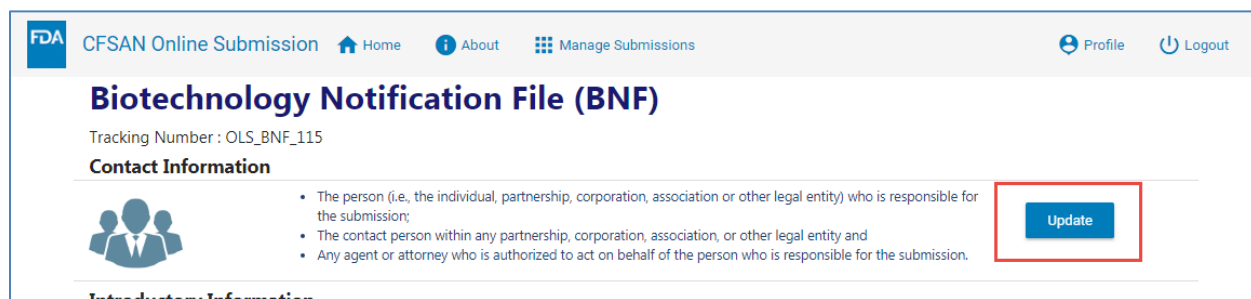 FDA CFSAN Online Submission Home About Manage Submissions Profile Logout
Biotechnology Notification File (BNF)
Tracking Number : OLS_BNF_115
Contact Information
• The person (i.e., the individual, partnership, corporation, association or other legal entity) who is responsible for
the submission;
• The contact person within any partnership, corporation, association, or other legal entity and
• Any agent or attorney who is authorized to act on behalf of the person who is responsible for the submission.
Update
Introductory Information